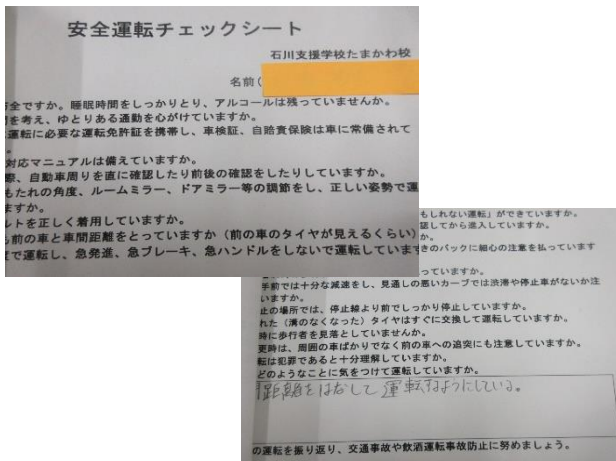 安全運転チェックシート
石川支援学校たまかわ校
名前(
全ですか。睡眠時間をしっかりとり、アルコールは残っていませんか。
を考え、ゆとりある通勤を心がけていますか。
運転に必要な運転免許証を携帯し、車検証、自賠責保険は車に常備されて
。
対応マニュアルは備えていますか。
際、自動車周りを直に確認したり前後の確認をしたりしていますか。
もたれの角度、ルームミラー、ドアミラー等の調節をし、正しい姿勢で運
ますか。
ルトを正しく着用していますか。
前の車と車間距離をとっていますか(前の車のタイヤが見えるくらい)
度で運転し、急発進、急ブレーキ、急ハンドルをしないで運転しています
もしれない運転」ができていますか。
認してから進入していますか。
か。
きのバックに細心の注意を払っています
っていますか。
手前では十分な減速をし、見通しの悪いカーブでは渋滞や停止車がないか注
いますか。
止の場所では、停止線より前でしっかり停止していますか。
れた(溝のなくなった)タイヤはすぐに交換して運転していますか。
時に歩行者を見落としていませんか。
更時は、周囲の車ばかりでなく前の車への追突にも注意していますか。
転は犯罪であると十分理解していますか。
どのようなことに気をつけて運転していますか。
距離をはなして運転するようにしている。
の運転を振り返り、交通事故や飲酒運転事故防止に努めましょう。